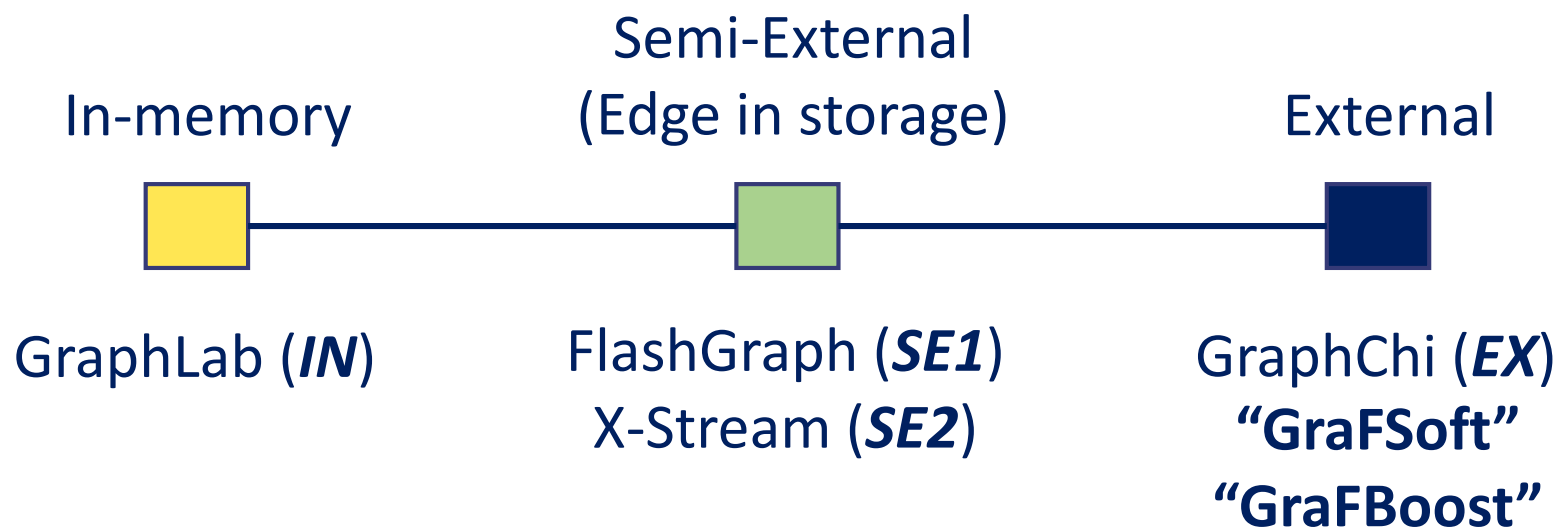 In-memory
Semi-External
(Edge in storage)
External
GraphLab (IN)
FlashGraph (SE1)
X-Stream (SE2)
GraphChi (EX)
“GraFSoft”
“GraFBoost”